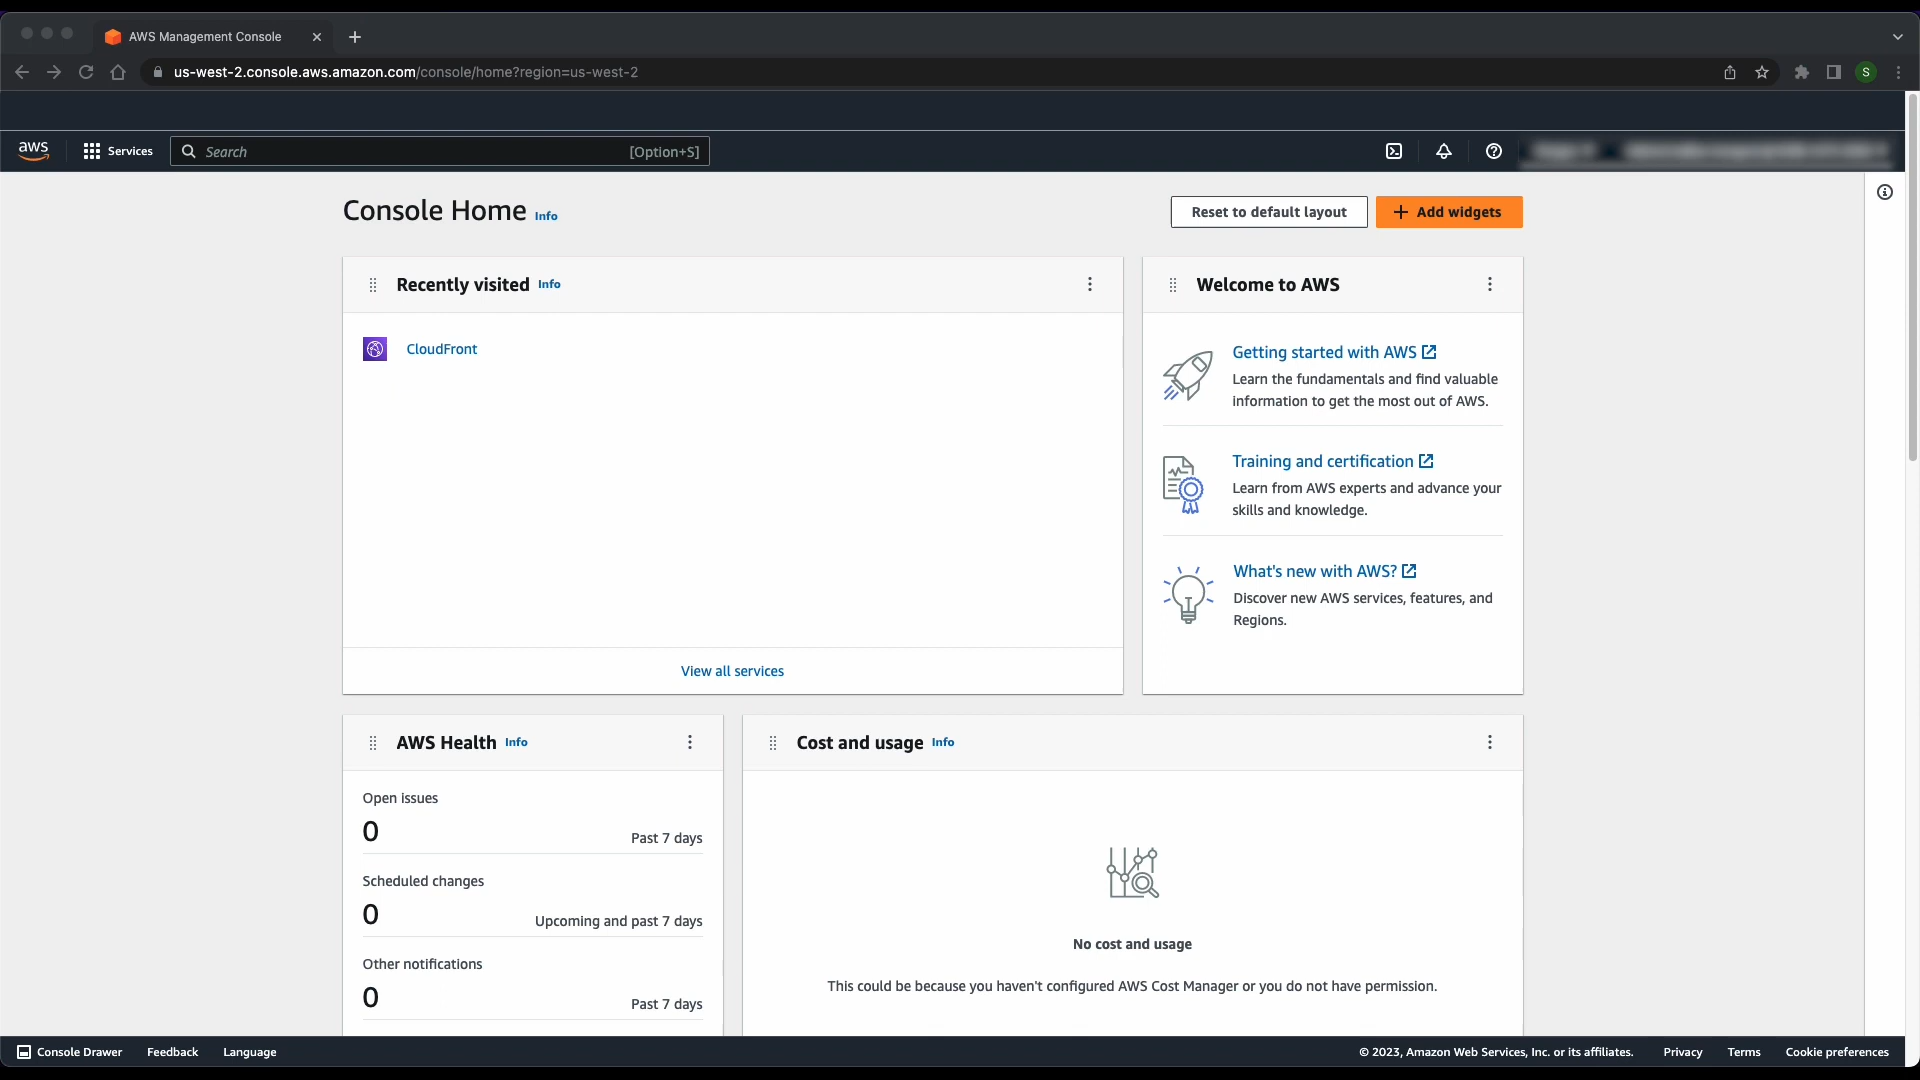 AWS Management Console
us-west-2.console.aws.amazon.com/console/home?region=us-west-2
S
aws
Services
Search
[Option+S]
Console Home Info
Reset to default layout
Add widgets
Recently visited Info
CloudFront
View all services
Welcome to AWS
Getting started with AWS
Learn the fundamentals and find valuable
information to get the most out of AWS.
Training and certification
Learn from AWS experts and advance your
skills and knowledge.
What's new with AWS?
Discover new AWS services, features, and
Regions.
AWS Health Info
Open issues
0
Past 7 days
Scheduled changes
0
Upcoming and past 7 days
Other notifications
0
Past 7 days
Cost and usage Info
No cost and usage
This could be because you haven't configured AWS Cost Manager or you do not have permission.
Console Drawer
Feedback
Language
© 2023, Amazon Web Services, Inc. or its affiliates.
Privacy
Terms
Cookie preferences